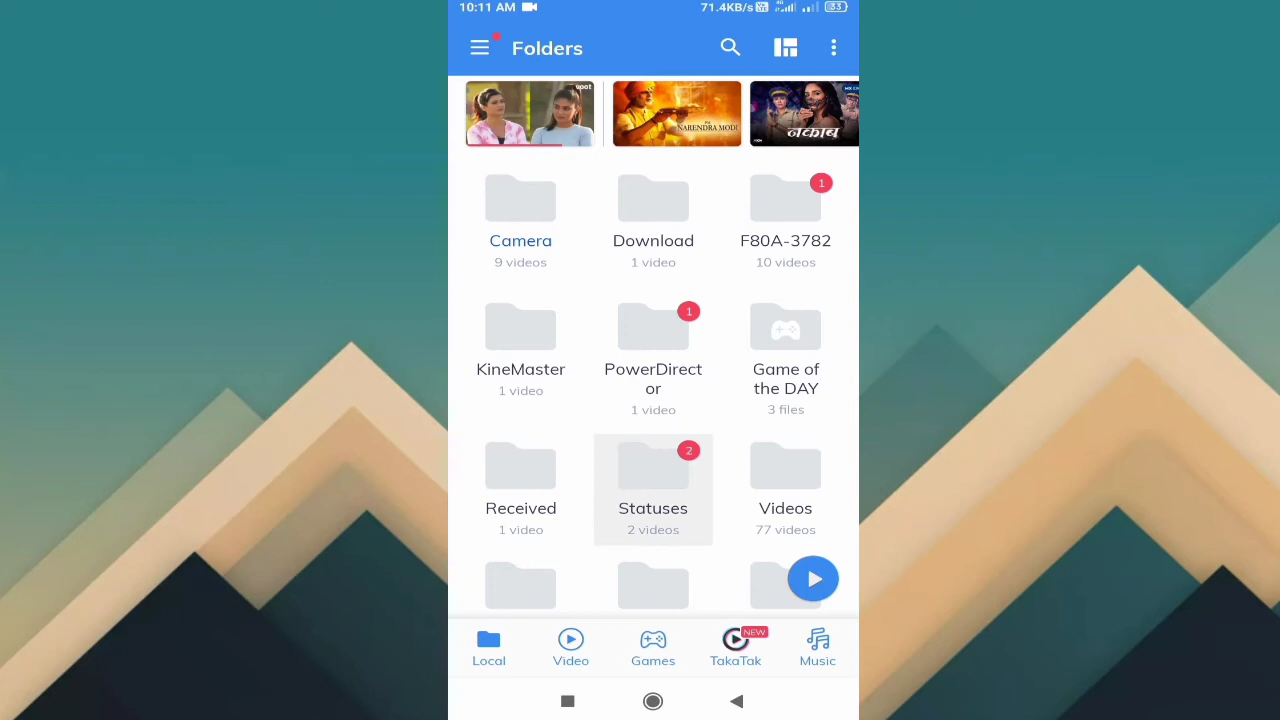 10:11 AM
71.4KB/s
33
Folders
voot
NARENDRA MODI
नकाब
1
Camera
Download
F80A-3782
9 videos
1 video
10 videos
1
KineMaster
PowerDirect
or
Game of
the DAY
1 video
1 video
3 files
2
Received
Statuses
Videos
1 video
2 videos
77 videos
NEW
Local
Video
Games
TakaTak
Music